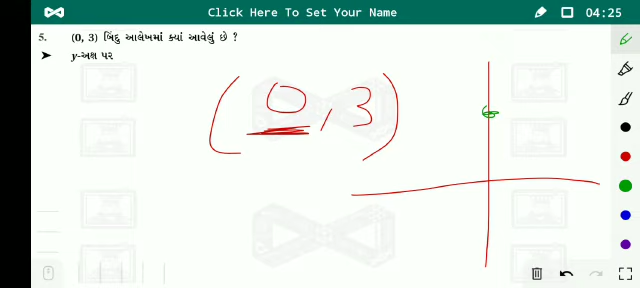 Click Here To Set Your Name
04:25
5. (0, 3) બિંદુ આલેખમાં ક્યાં આવેલું છે ?
➤ y-અક્ષ પર
(0, 3)